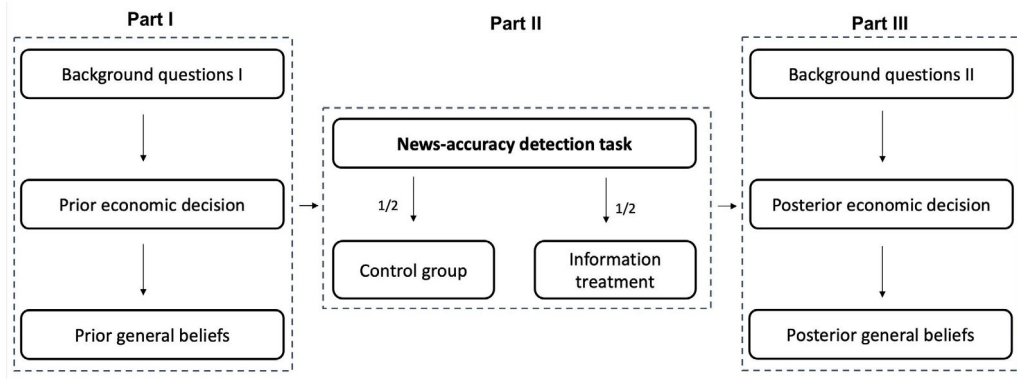 Part I
Background questions I
Prior economic decision
Prior general beliefs
Part II
News-accuracy detection task
1/2
1/2
Control group
Information
treatment
Part III
Background questions II
Posterior economic decision
Posterior general beliefs